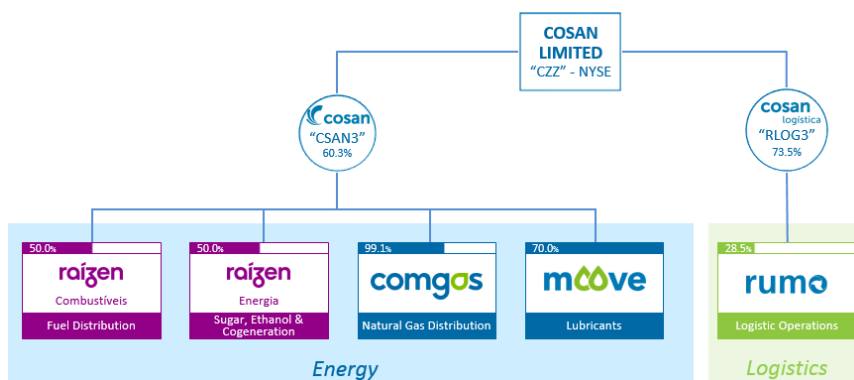 COSAN
LIMITED
"CZZ" - NYSE
cosan
"CSAN3"
60.3%
cosan
logística
"RLOG3"
73.5%
50.0%
raízen
Combustíveis
Fuel Distribution
50.0%
raízen
Energia
Sugar, Ethanol &
Cogeneration
99.1%
comgas
Natural Gas Distribution
70.0%
moove
Lubricants
28.5%
rumo
Logistic Operations
Energy
Logistics